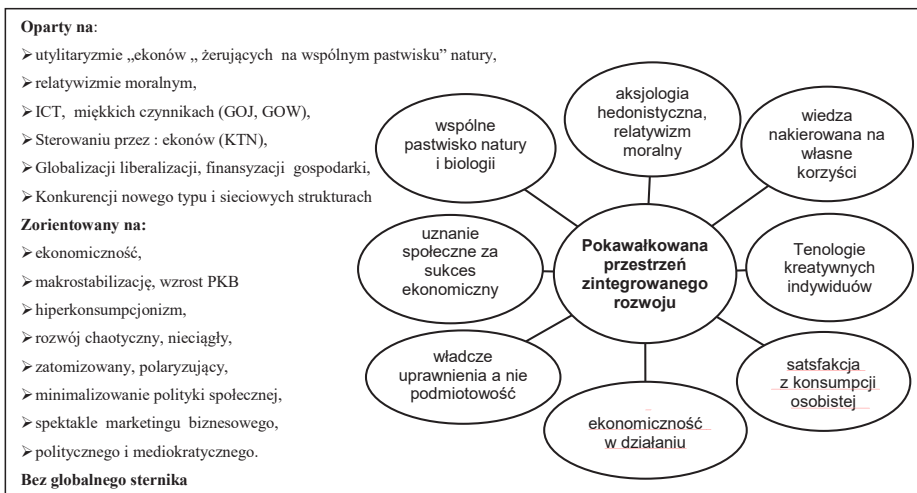 Oparty na:
➢utylitaryzmie „ekonów „ żerujących na wspólnym pastwisku” natury,
➢relatywizmie moralnym,
➢ICT, miękkich czynnikach (GOJ, GOW),
➢Sterowaniu przez : ekonów (KTN),
➢Globalizacji liberalizacji, finansyzacji gospodarki,
➢Konkurencji nowego typu i sieciowych strukturach
Zorientowany na:
➢ekonomiczność,
➢makrostabilizację, wzrost PKB
➢hiperkonsumpcjonizm,
➢rozwój chaotyczny, nieciągły,
➢zatomizowany, polaryzujący,
➢minimalizowanie polityki społecznej,
➢spektakle marketingu biznesowego,
➢politycznego i mediokratycznego.
Bez globalnego sternika
wspólne
pastwisko natury
i biologii
aksjologia
hedonistyczna,
relatywizm
moralny
wiedza
nakierowana na
własne
korzyści
uznanie
społeczne za
sukces
ekonomiczny
Pokawałkowana
przestrzeń
zintegrowanego
rozwoju
Tenologie
kreatywnych
indywiduów
władcze
uprawnienia a nie
podmiotowość
ekonomiczność
w działaniu
satsfakcja
z konsumpcji
osobistej